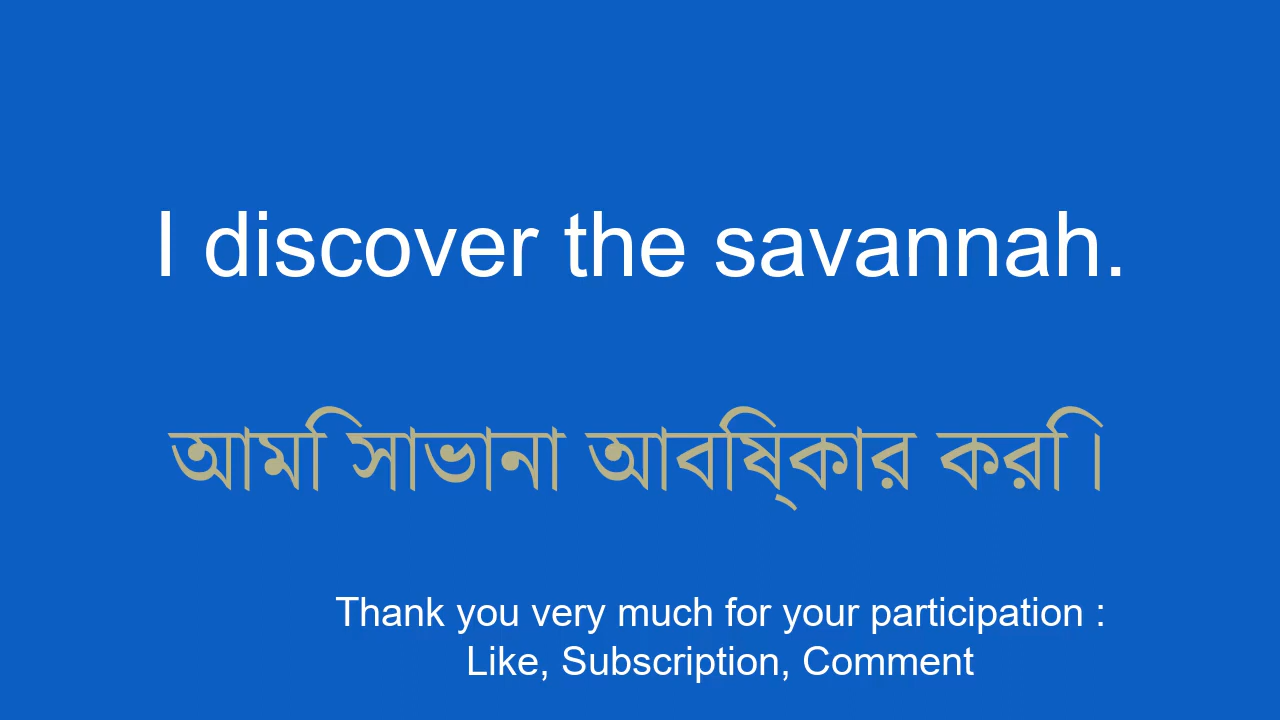 I discover the savannah.
আমি সাভানা আবিষ্কার করি।
Thank you very much for your participation :
Like, Subscription, Comment